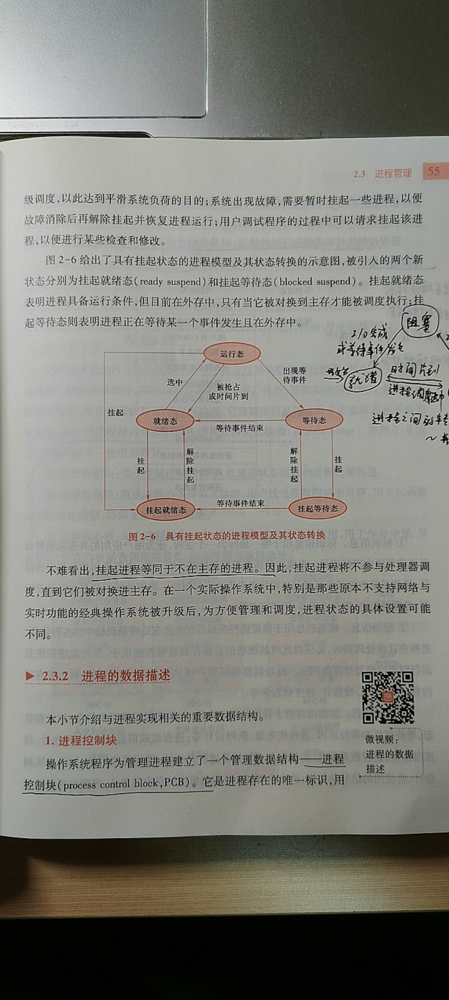 2.3 进程管理 55
级调度,以此达到平滑系统负荷的目的;系统出现故障,需要暂时挂起一些进程,以便
故障消除后再解除挂起并恢复进程运行;用户调试程序的过程中可以请求挂起该进
程,以便进行某些检查和修改。
图 2-6 给出了具有挂起状态的进程模型及其状态转换的示意图,被引入的两个新
状态分别为挂起就绪态(ready suspend)和挂起等待态(blocked suspend)。挂起就绪态
表明进程具备运行条件,但目前在外存中,只有当它被对换到主存才能被调度执行;挂
起等待态则表明进程正在等待某一个事件发生且在外存中。
阻塞
I/O完成
就绪
时间片到
运行态
选中
被抢占
或时间片到
出现等
待事件
挂起
就绪态
等待事件结束
等待态
挂起
解除挂起
解除挂起
挂起
挂起就绪态
等待事件结束
挂起等待态
图 2-6 具有挂起状态的进程模型及其状态转换
不难看出,挂起进程等同于不在主存的进程。因此,挂起进程将不参与处理器调
度,直到它们被对换进主存。在一个实际操作系统中,特别是那些原本不支持网络与
实时功能的经典操作系统被升级后,为方便管理和调度,进程状态的具体设置可能
不同。
▶ 2.3.2 进程的数据描述
本小节介绍与进程实现相关的重要数据结构。
1. 进程控制块
操作系统程序为管理进程建立了一个管理数据结构——进程
控制块(process control block,PCB)。它是进程存在的唯一标识,用
微视频:
进程的数据
描述